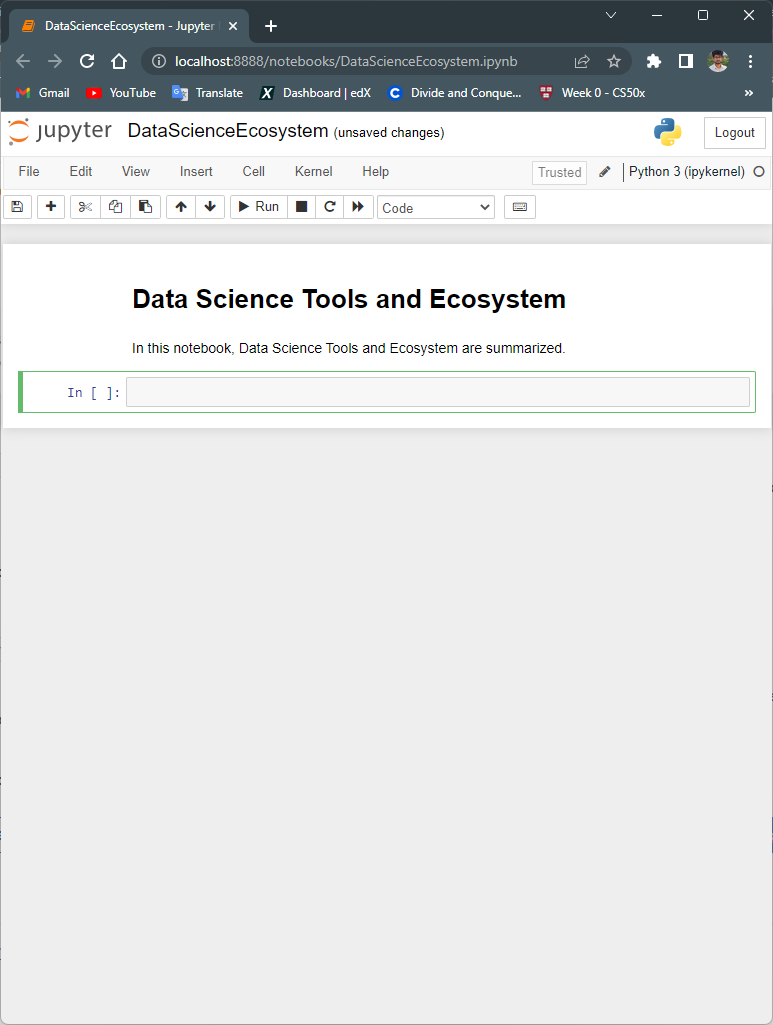 DataScienceEcosystem - Jupyter
localhost:8888/notebooks/DataScienceEcosystem.ipynb
Gmail YouTube Translate Dashboard | edX Divide and Conque... Week 0 - CS50x »
jupyter DataScienceEcosystem (unsaved changes) Logout
File Edit View Insert Cell Kernel Help Trusted Python 3 (ipykernel)
Run Code
Data Science Tools and Ecosystem
In this notebook, Data Science Tools and Ecosystem are summarized.
In [ ]: